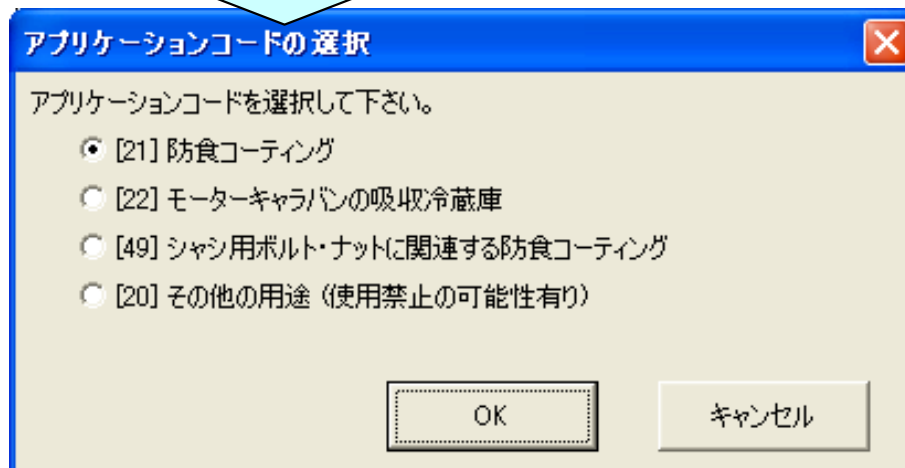 アプリケーションコードの選択
アプリケーションコードを選択して下さい。
[21] 防食コーティング
[22] モーターキャラバンの吸収冷蔵庫
[49] シャシ用ボルト・ナットに関連する防食コーティング
[20] その他の用途（使用禁止の可能性有り）
OK
キャンセル